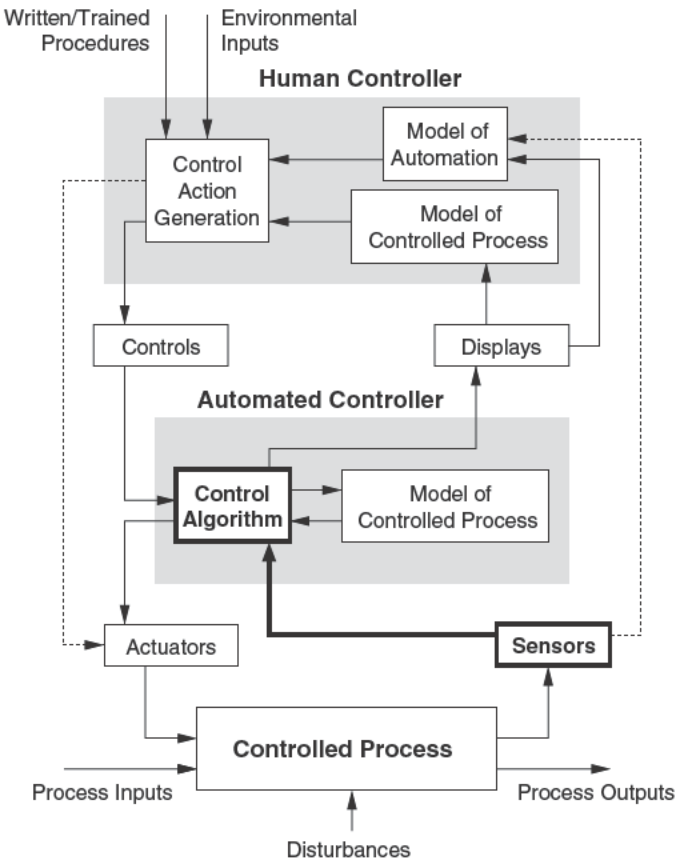 Written/Trained
Procedures
Environmental
Inputs
Human Controller
Model of
Automation
Control
Action
Generation
Model of
Controlled Process
Controls
Displays
Automated Controller
Control
Algorithm
Model of
Controlled Process
Actuators
Sensors
Controlled Process
Process Inputs
Process Outputs
Disturbances